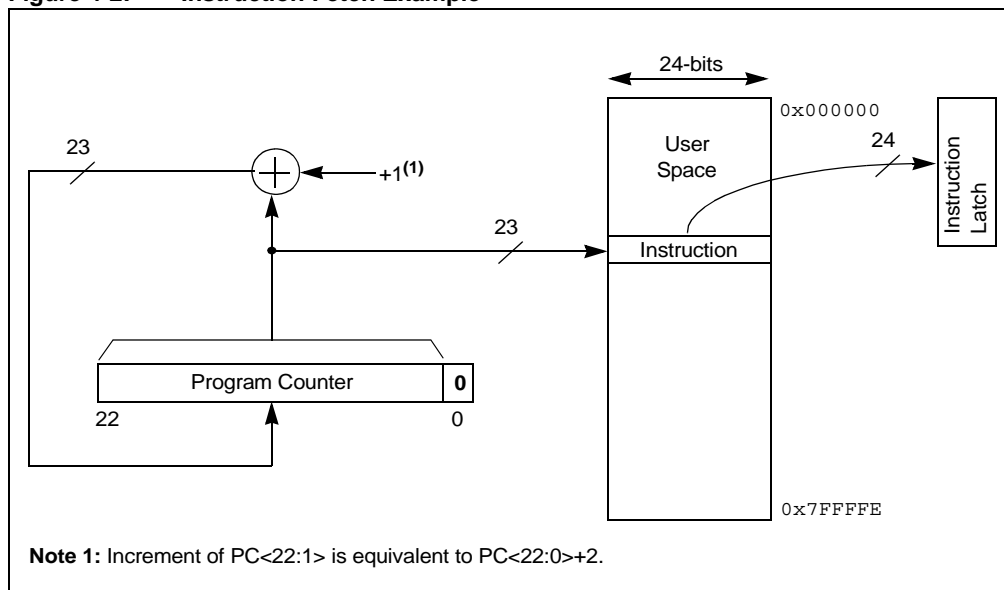 24-bits
0x000000
23
+1(1)
User
Space
24
Instruction
Latch
23
Instruction
Program Counter
0
22
0
0x7FFFFE
Note 1: Increment of PC<22:1> is equivalent to PC<22:0>+2.